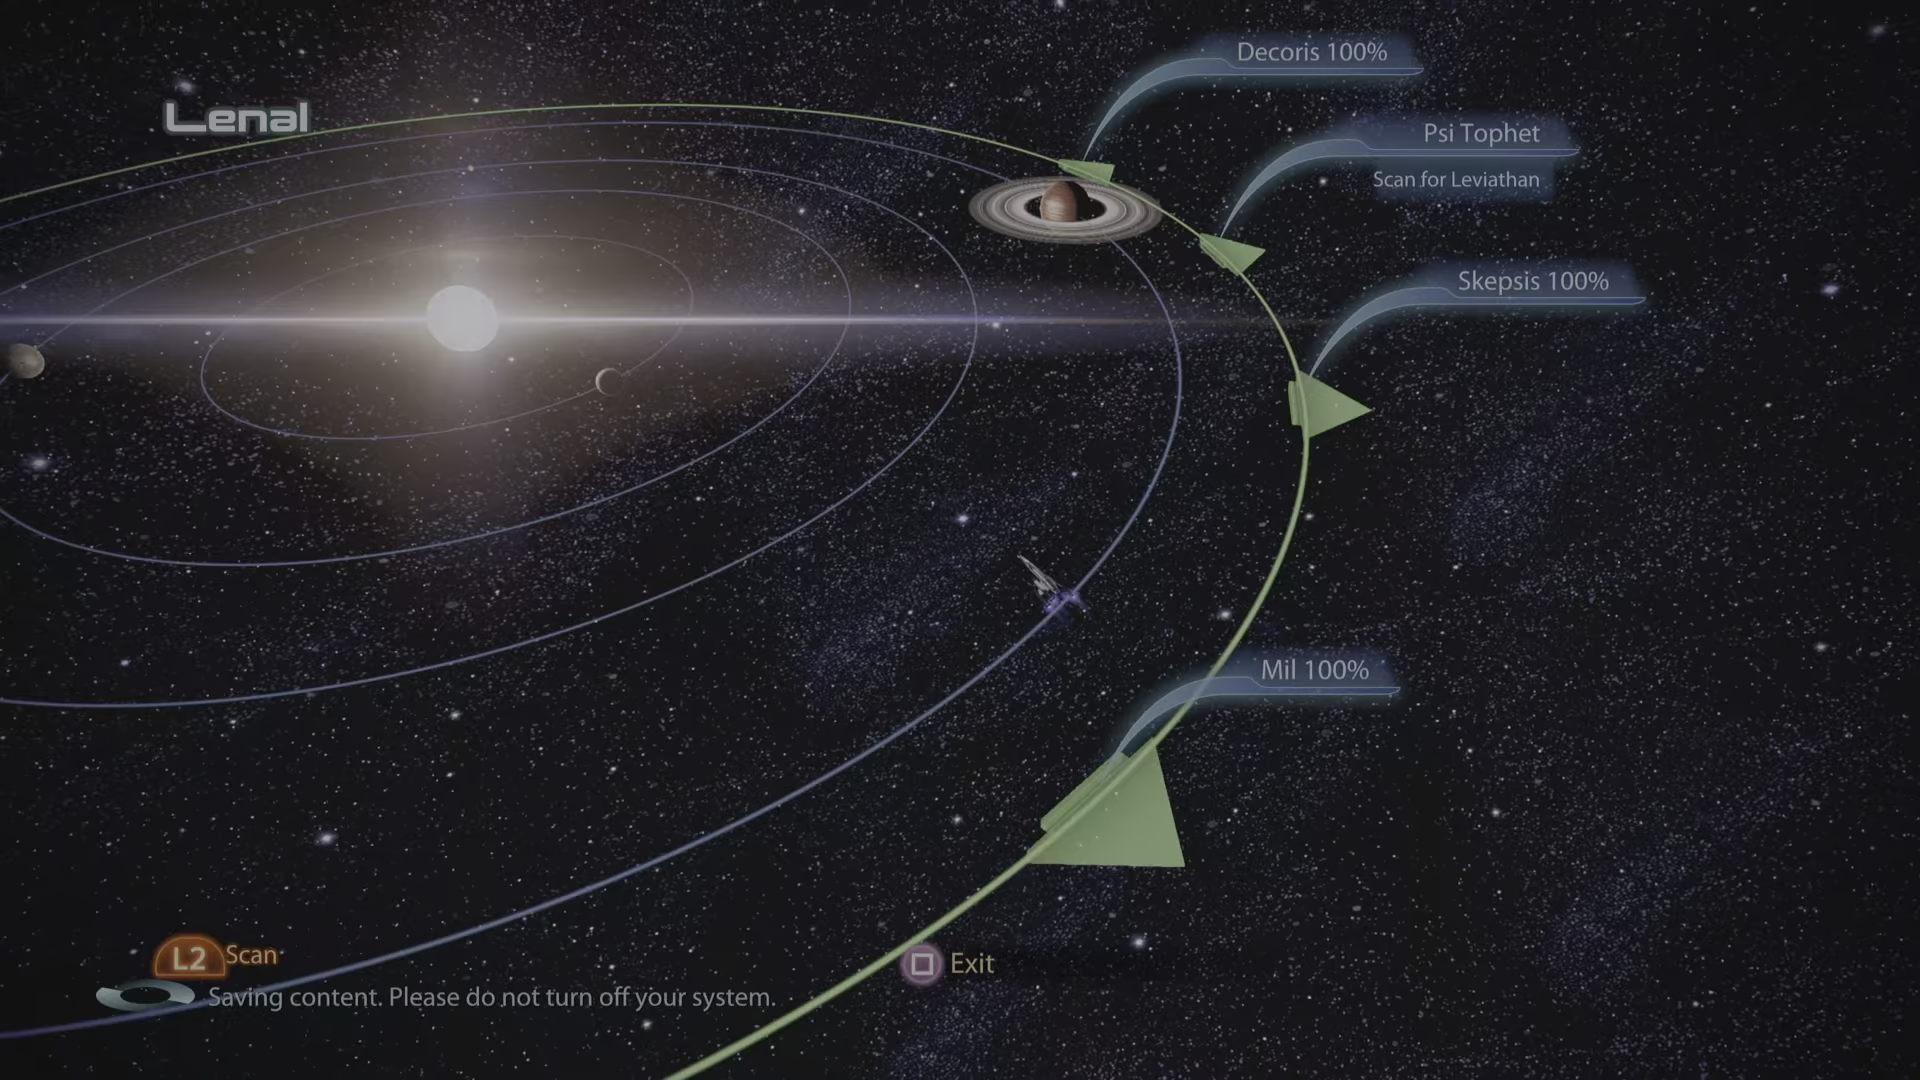 Decoris 100%
Lenal
Psi Tophet
Scan for Leviathan
Skepsis 100%
Mil 100%
L2 Scan
Exit
Saving content. Please do not turn off your system.